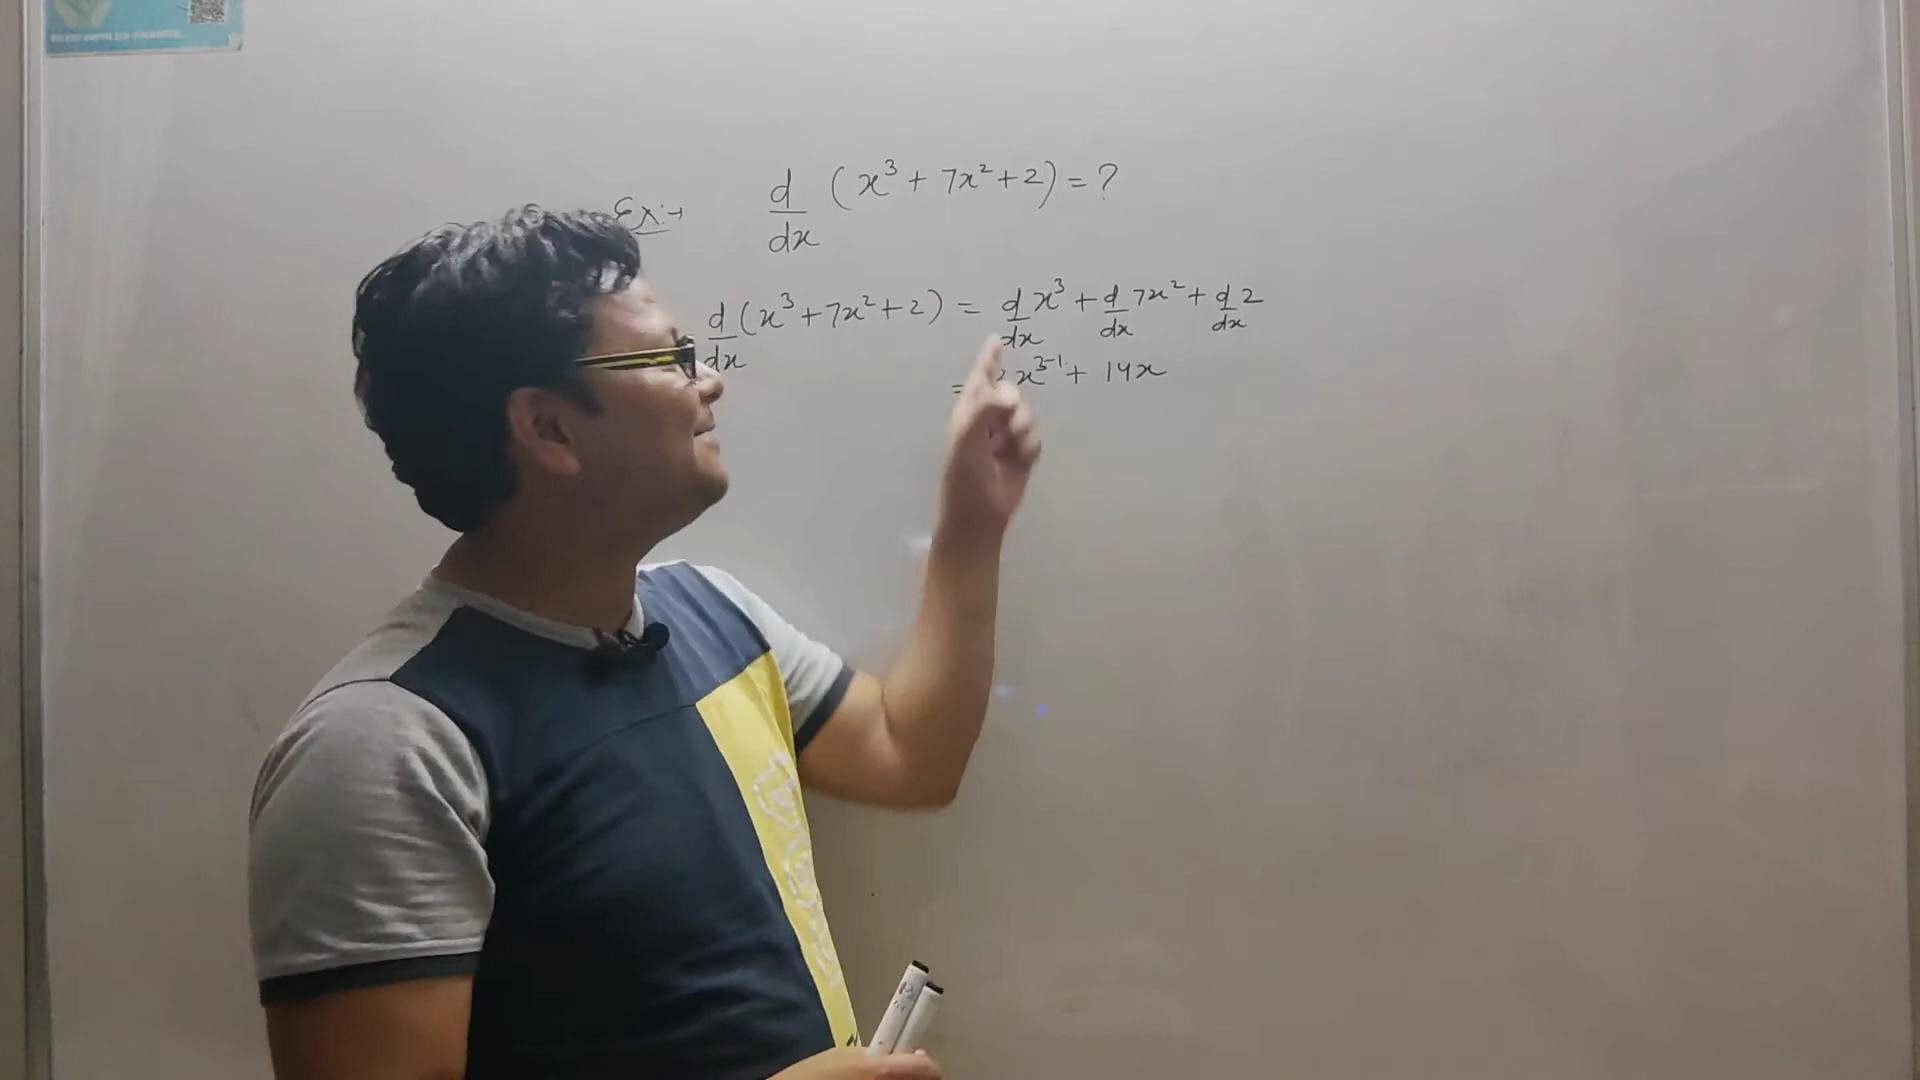 Ex:→ d/dx (x³ + 7x² + 2) = ?
d/dx (x³ + 7x² + 2) = d/dx x³ + d/dx 7x² + d/dx 2
= 3x³⁻¹ + 14x